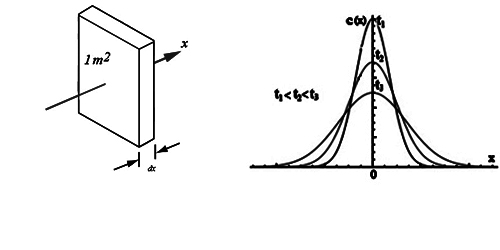 1m²
x
dx
c(x)
t₁
t₂
t₃
t₁ < t₂ < t₃
x
0